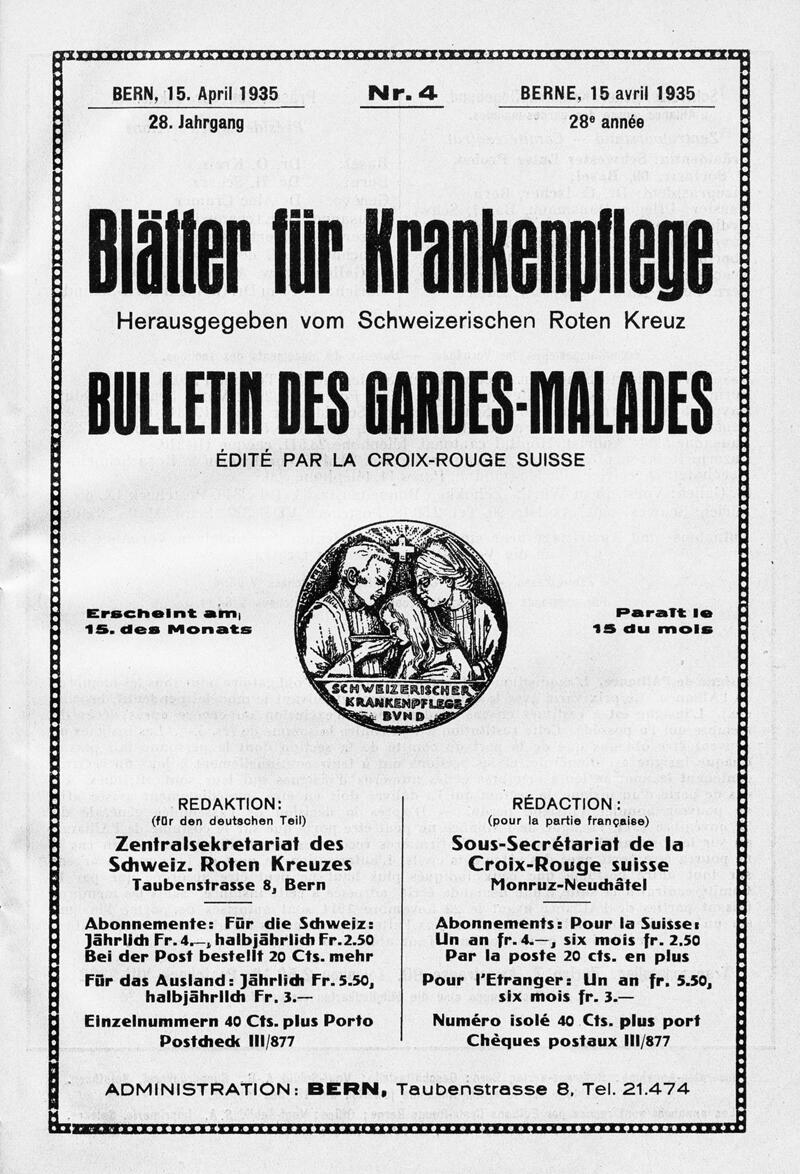 BERN, 15. April 1935
28. Jahrgang
Nr. 4
BERNE, 15 avril 1935
28e année
Blätter für Krankenpflege
Herausgegeben vom Schweizerischen Roten Kreuz
BULLETIN DES GARDES-MALADES
ÉDITÉ PAR LA CROIX-ROUGE SUISSE
Erscheint am
15. des Monats
SCHWEIZERISCHER
KRANKENPFLEGE
BVND
Paraît le
15 du mois
REDAKTION:
(für den deutschen Teil)
Zentralsekretariat des
Schweiz. Roten Kreuzes
Taubenstrasse 8, Bern
Abonnemente: Für die Schweiz:
Jährlich Fr. 4.—, halbjährlich Fr. 2.50
Bei der Post bestellt 20 Cts. mehr
Für das Ausland: Jährlich Fr. 5.50,
halbjährlich Fr. 3.—
Einzelnummern 40 Cts. plus Porto
Postcheck III/877
RÉDACTION:
(pour la partie française)
Sous-Secrétariat de la
Croix-Rouge suisse
Monruz-Neuchâtel
Abonnements: Pour la Suisse:
Un an fr. 4.—, six mois fr. 2.50
Par la poste 20 cts. en plus
Pour l'Etranger: Un an fr. 5.50,
six mois fr. 3.—
Numéro isolé 40 Cts. plus port
Chèques postaux III/877
ADMINISTRATION: BERN, Taubenstrasse 8, Tel. 21.474